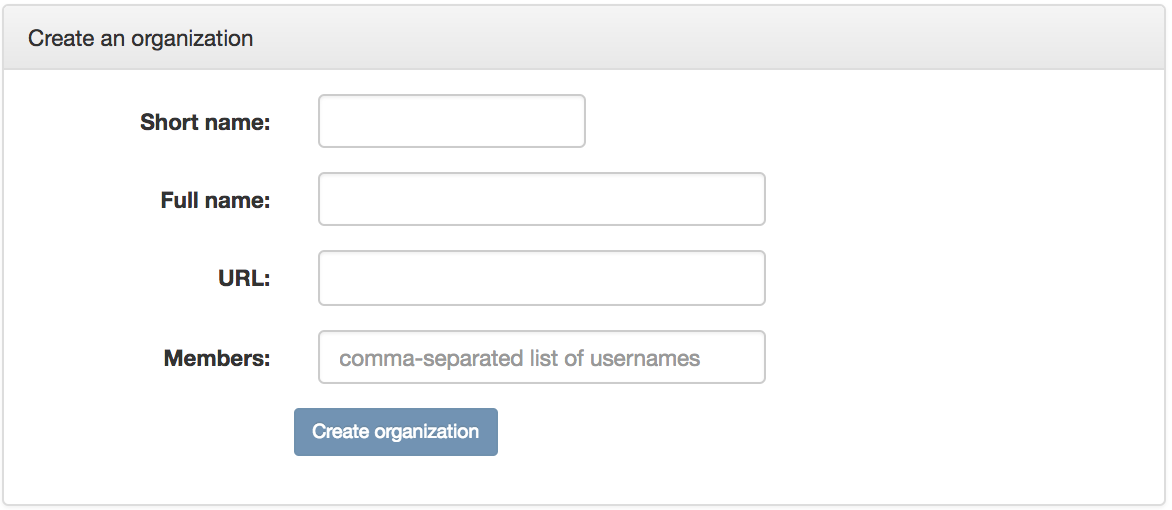 Create an organization
Short name:
Full name:
URL:
Members:
comma-separated list of usernames
Create organization